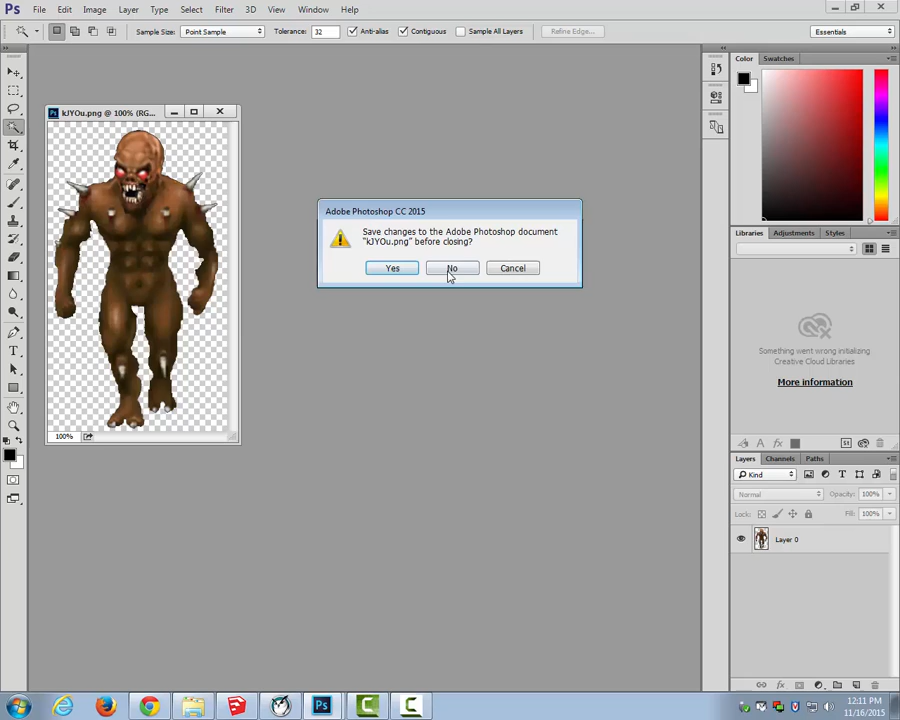 Ps File Edit Image Layer Type Select Filter 3D View Window Help
Sample Size: Point Sample Tolerance: 32 Anti-alias Contiguous Sample All Layers Refine Edge... Essentials
Color Swatches
kJYOu.png @ 100% (RG...
Adobe Photoshop CC 2015
Save changes to the Adobe Photoshop document
"kJYOu.png" before closing?
Yes No Cancel
Libraries Adjustments Styles
Something went wrong initializing
Creative Cloud Libraries
More information
100%
Layers Channels Paths
Kind
Normal Opacity: 100%
Lock: Fill: 100%
Layer 0
12:11 PM
11/16/2015